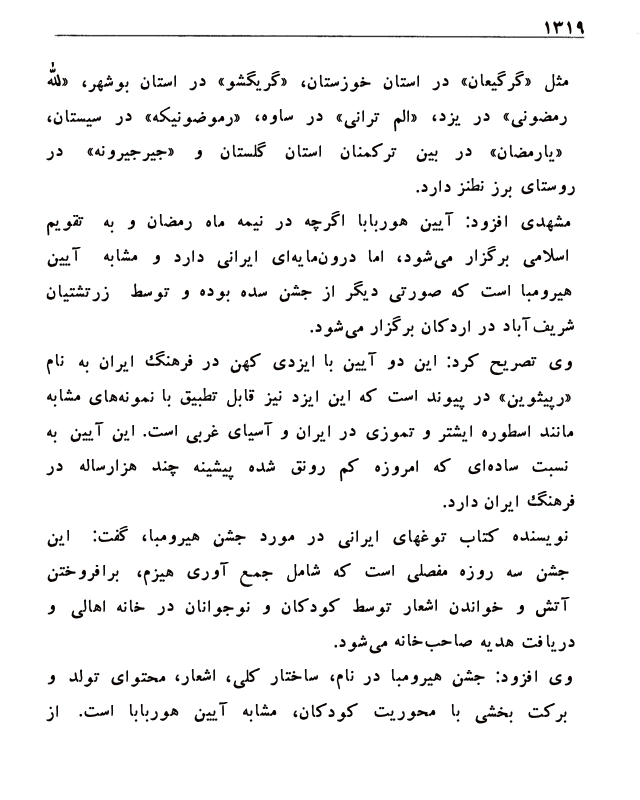 ۱۳۱۹
مثل «گرگیعان» در استان خوزستان، «گریگشو» در استان بوشهر، «لله
رمضونی» در یزد، «الم ترانی» در ساوه، «رموضونیکه» در سیستان،
«یارمضان» در بین ترکمنان استان گلستان و «جیرجیرونه» در
روستای برز نطنز دارد.
مشهدی افزود: آیین هوربابا اگرچه در نیمه ماه رمضان و به تقویم
اسلامی برگزار می‌شود، اما درون‌مایه‌ای ایرانی دارد و مشابه آیین
هیرومبا است که صورتی دیگر از جشن سده بوده و توسط زرتشتیان
شریف‌آباد در اردکان برگزار می‌شود.
وی تصریح کرد: این دو آیین با ایزدی کهن در فرهنگ ایران به نام
«رپیثوین» در پیوند است که این ایزد نیز قابل تطبیق با نمونه‌های مشابه
مانند اسطوره ایشتر و تموزی در ایران و آسیای غربی است. این آیین به
نسبت ساده‌ای که امروزه کم رونق شده پیشینه چند هزارساله در
فرهنگ ایران دارد.
نویسنده کتاب توغهای ایرانی در مورد جشن هیرومبا، گفت: این
جشن سه روزه مفصلی است که شامل جمع آوری هیزم، برافروختن
آتش و خواندن اشعار توسط کودکان و نوجوانان در خانه اهالی و
دریافت هدیه صاحب‌خانه می‌شود.
وی افزود: جشن هیرومبا در نام، ساختار کلی، اشعار، محتوای تولد و
برکت بخشی با محوریت کودکان، مشابه آیین هوربابا است. از